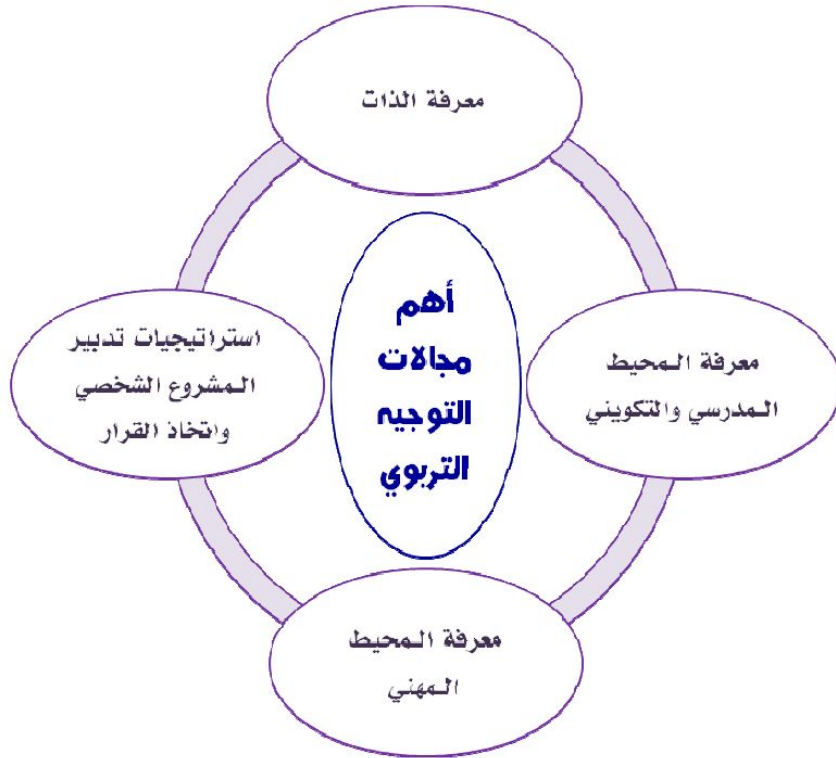 معرفة الذات
أهم
مجالات
التوجيه
التربوي
معرفة المحيط
المدرسي والتكويني
معرفة المحيط
المهني
استراتيجيات تدبير
المشروع الشخصي
واتخاذ القرار